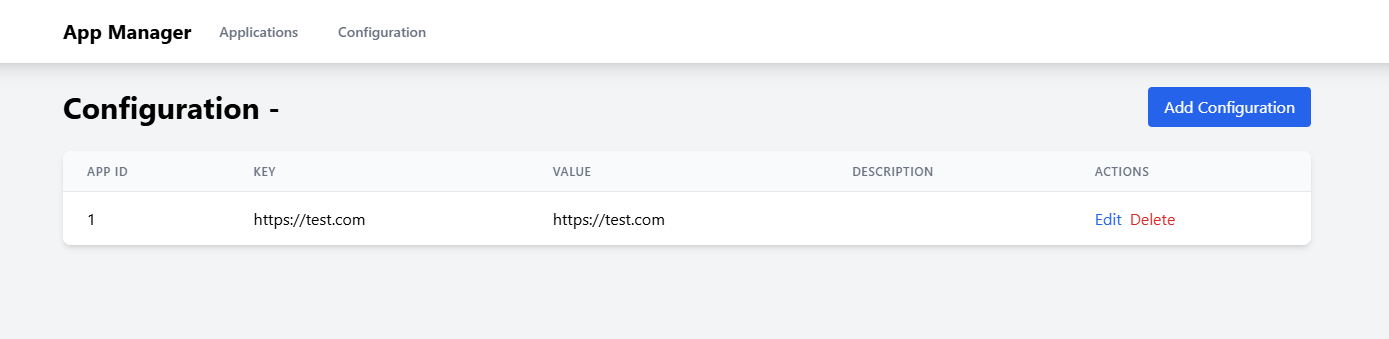 App Manager Applications Configuration
Configuration -
Add Configuration
APP ID KEY VALUE DESCRIPTION ACTIONS
1 https://test.com https://test.com Edit Delete